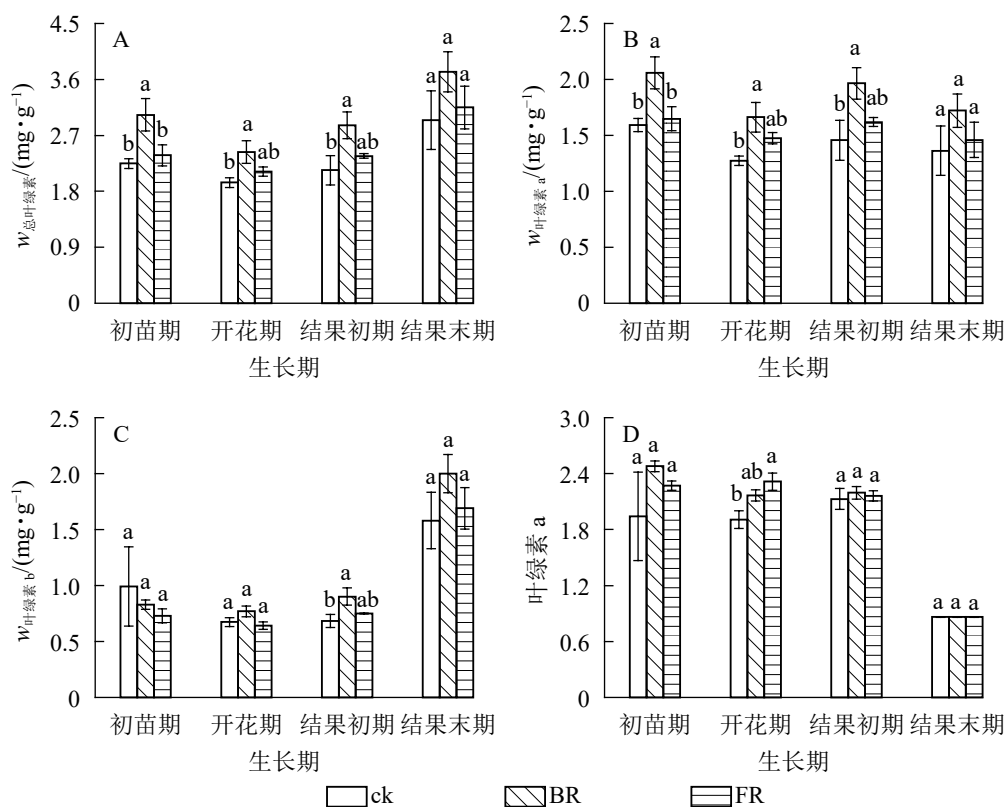 A
w总叶绿素/(mg•g⁻¹)
4.5
3.6
2.7
1.8
0.9
0
b a b
b a ab
b a ab
a a a
初苗期 开花期 结果初期 结果末期
生长期
B
w叶绿素 a/(mg•g⁻¹)
2.5
2.0
1.5
1.0
0.5
0
b a b
b a ab
b a ab
a a a
初苗期 开花期 结果初期 结果末期
生长期
C
w叶绿素 b/(mg•g⁻¹)
2.5
2.0
1.5
1.0
0.5
0
a a a
a a a
b a ab
a a a
初苗期 开花期 结果初期 结果末期
生长期
D
叶绿素 a
3.0
2.4
1.8
1.2
0.6
0
a a a
b ab a
a a a
a a a
初苗期 开花期 结果初期 结果末期
生长期
ck BR FR